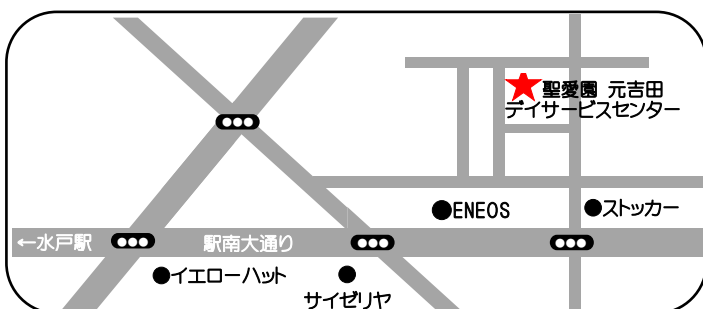 聖愛園 元吉田
デイサービスセンター
●ENEOS
●ストッカー
←水戸駅
駅南大通り
●イエローハット
サイゼリヤ